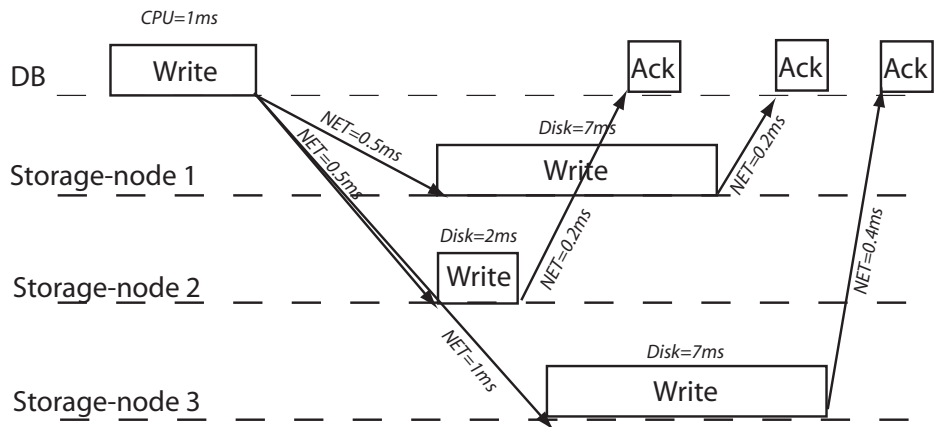 CPU=1ms
DB
Write
Ack
Ack
Ack
NET=0.5ms
NET=0.5ms
Disk=7ms
NET=0.2ms
Storage-node 1
Write
Disk=2ms
NET=0.2ms
NET=0.4ms
Storage-node 2
Write
NET=1ms
Disk=7ms
Storage-node 3
Write